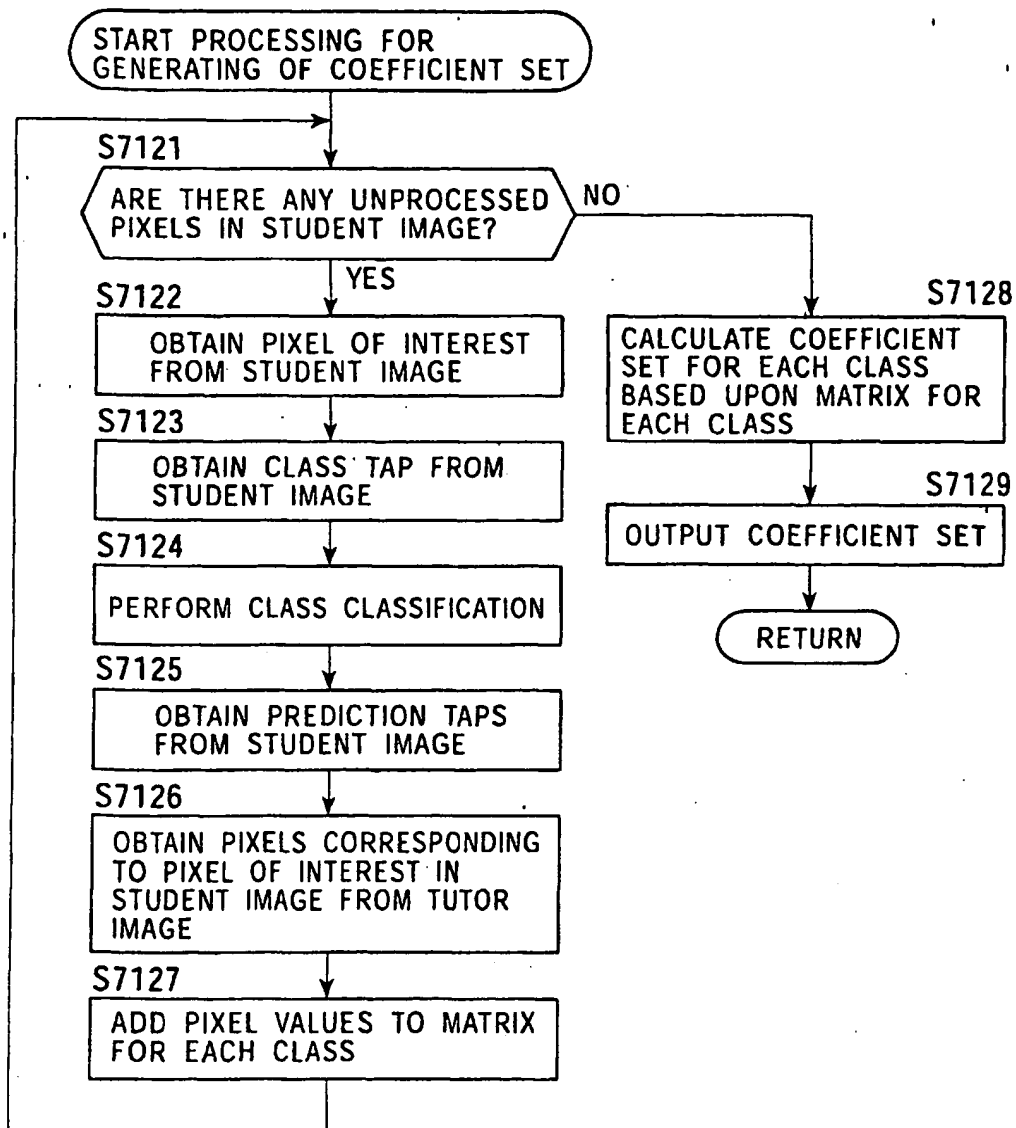 START PROCESSING FOR
GENERATING OF COEFFICIENT SET
S7121
ARE THERE ANY UNPROCESSED
PIXELS IN STUDENT IMAGE?
NO
YES
S7122
OBTAIN PIXEL OF INTEREST
FROM STUDENT IMAGE
S7123
OBTAIN CLASS TAP FROM
STUDENT IMAGE
S7124
PERFORM CLASS CLASSIFICATION
S7125
OBTAIN PREDICTION TAPS
FROM STUDENT IMAGE
S7126
OBTAIN PIXELS CORRESPONDING
TO PIXEL OF INTEREST IN
STUDENT IMAGE FROM TUTOR
IMAGE
S7127
ADD PIXEL VALUES TO MATRIX
FOR EACH CLASS
S7128
CALCULATE COEFFICIENT
SET FOR EACH CLASS
BASED UPON MATRIX FOR
EACH CLASS
S7129
OUTPUT COEFFICIENT SET
RETURN